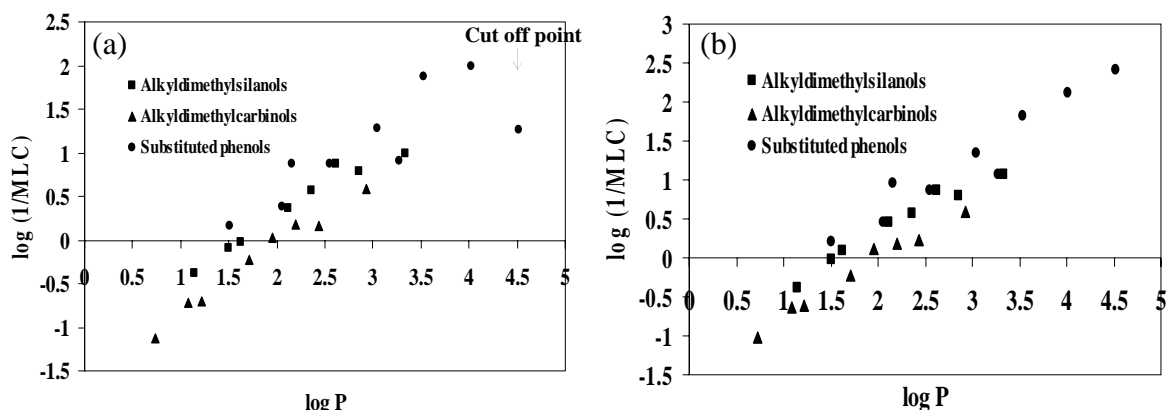 (a)
Cut off point
Alkyldimethylsilanols
Alkyldimethylcarbinols
Substituted phenols
log (1/MLC)
2.5
2
1.5
1
0.5
0
-0.5
-1
-1.5
0 0.5 1 1.5 2 2.5 3 3.5 4 4.5 5
log P
(b)
Alkyldimethylsilanols
Alkyldimethylcarbinols
Substituted phenols
log (1/MLC)
3
2.5
2
1.5
1
0.5
0
-0.5
-1
-1.5
0 0.5 1 1.5 2 2.5 3 3.5 4 4.5 5
log P